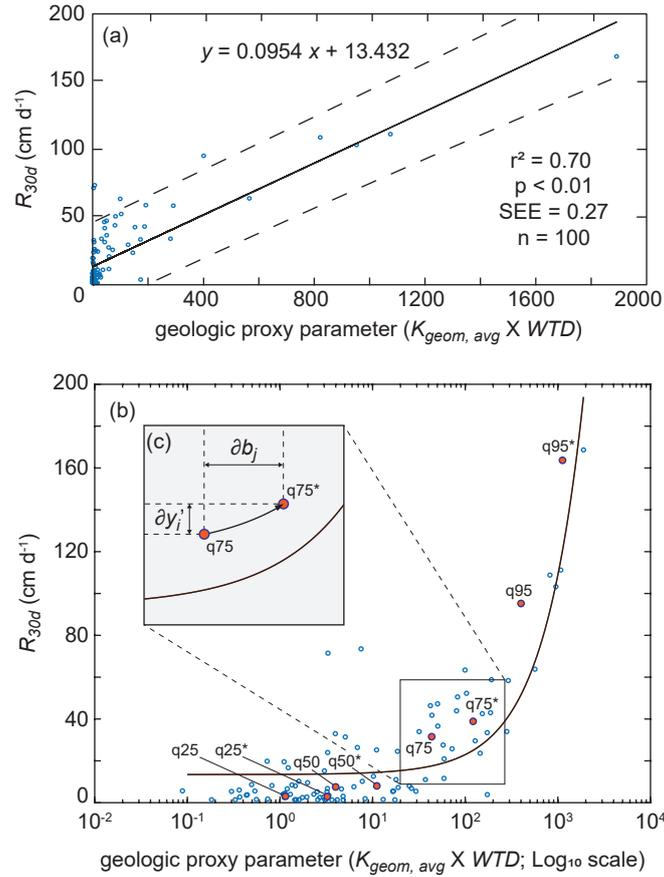 200
(a)
y = 0.0954 x + 13.432
150
R30d (cm d-1)
100
r² = 0.70
p < 0.01
SEE = 0.27
n = 100
50
0
400 800 1200 1600 2000
geologic proxy parameter (Kgeom, avg X WTD)
200
(b)
(c)
∂bj
q75*
∂yi'
q75
q95*
160
120
q95
R30d (cm d-1)
80
40
q75*
q75
q25 q25* q50 q50*
0
10-2 10-1 100 101 102 103 104
geologic proxy parameter (Kgeom, avg X WTD; Log₁₀ scale)